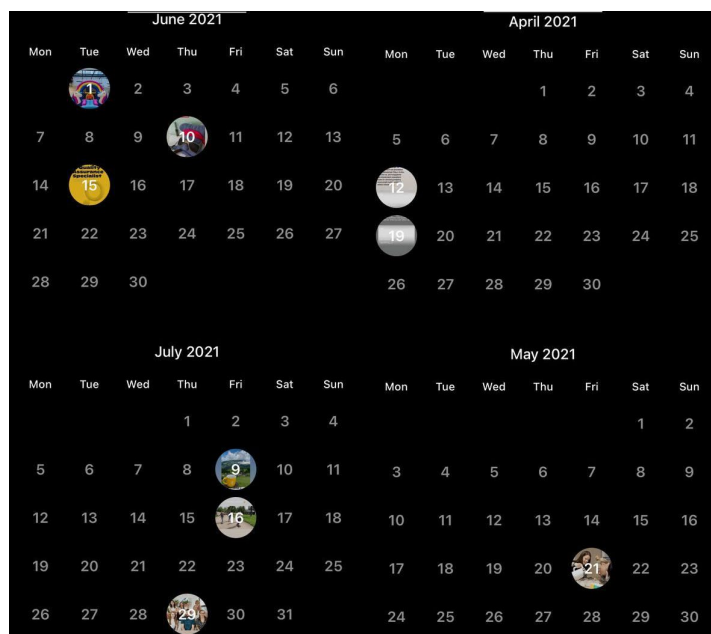 June 2021
Mon Tue Wed Thu Fri Sat Sun
1 2 3 4 5 6
7 8 9 10 11 12 13
14 15 16 17 18 19 20
21 22 23 24 25 26 27
28 29 30
April 2021
Mon Tue Wed Thu Fri Sat Sun
1 2 3 4
5 6 7 8 9 10 11
12 13 14 15 16 17 18
19 20 21 22 23 24 25
26 27 28 29 30
July 2021
Mon Tue Wed Thu Fri Sat Sun
1 2 3 4
5 6 7 8 9 10 11
12 13 14 15 16 17 18
19 20 21 22 23 24 25
26 27 28 29 30 31
May 2021
Mon Tue Wed Thu Fri Sat Sun
1 2
3 4 5 6 7 8 9
10 11 12 13 14 15 16
17 18 19 20 21 22 23
24 25 26 27 28 29 30